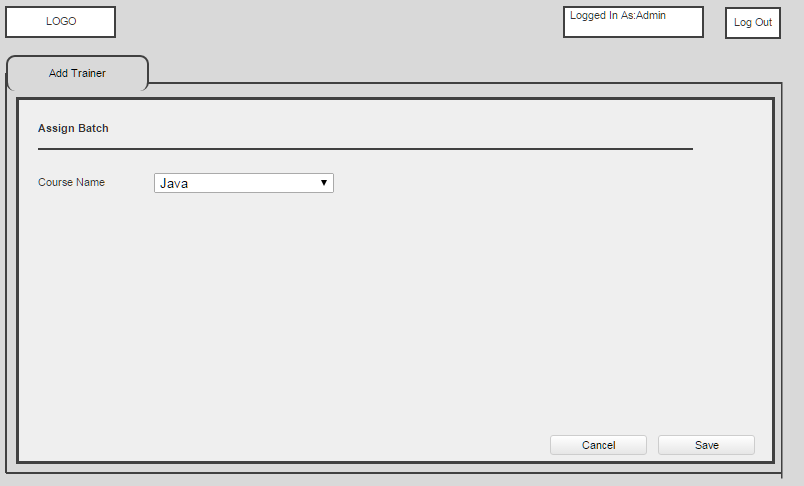 LOGO
Logged In As:Admin
Log Out
Add Trainer
Assign Batch
Course Name
Java
Cancel
Save